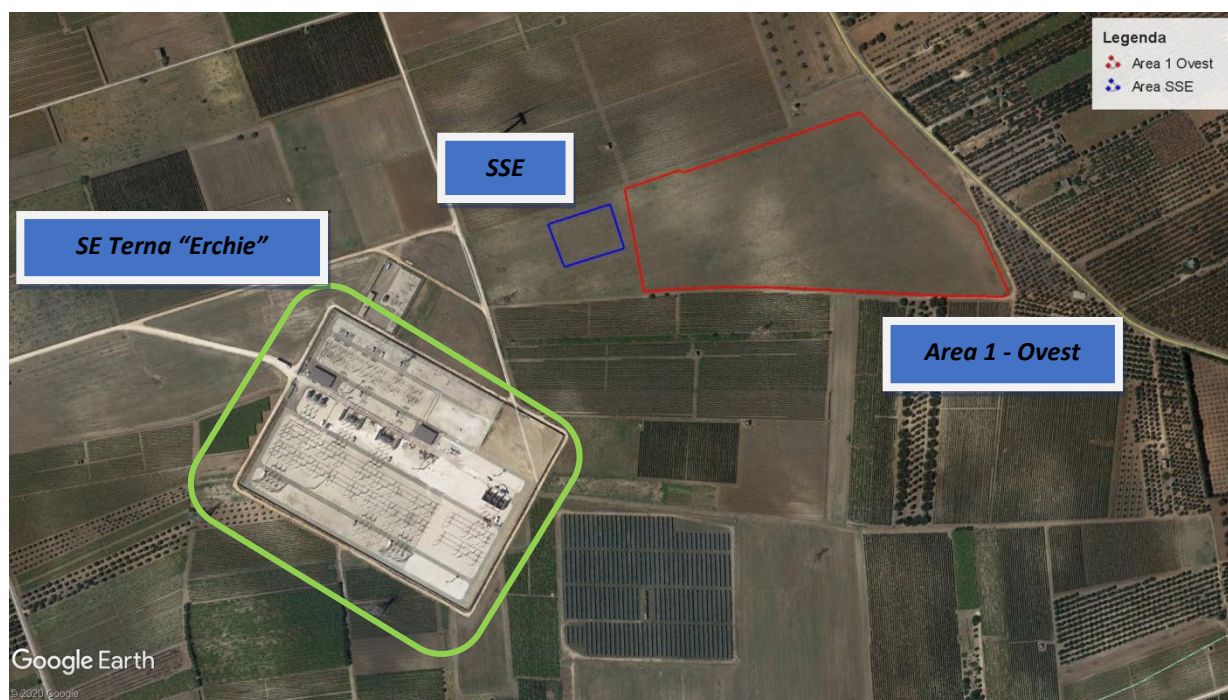 Legenda
Area 1 Ovest
Area SSE
SSE
SE Terna “Erchie”
Area 1 - Ovest
Google Earth
© 2020 Google